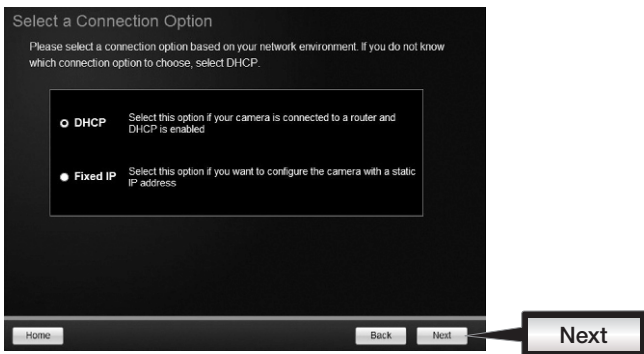 Select a Connection Option
Please select a connection option based on your network environment. If you do not know
which connection option to choose, select DHCP.
DHCP
Select this option if your camera is connected to a router and
DHCP is enabled
Fixed IP
Select this option if you want to configure the camera with a static
IP address
Home
Back
Next
Next